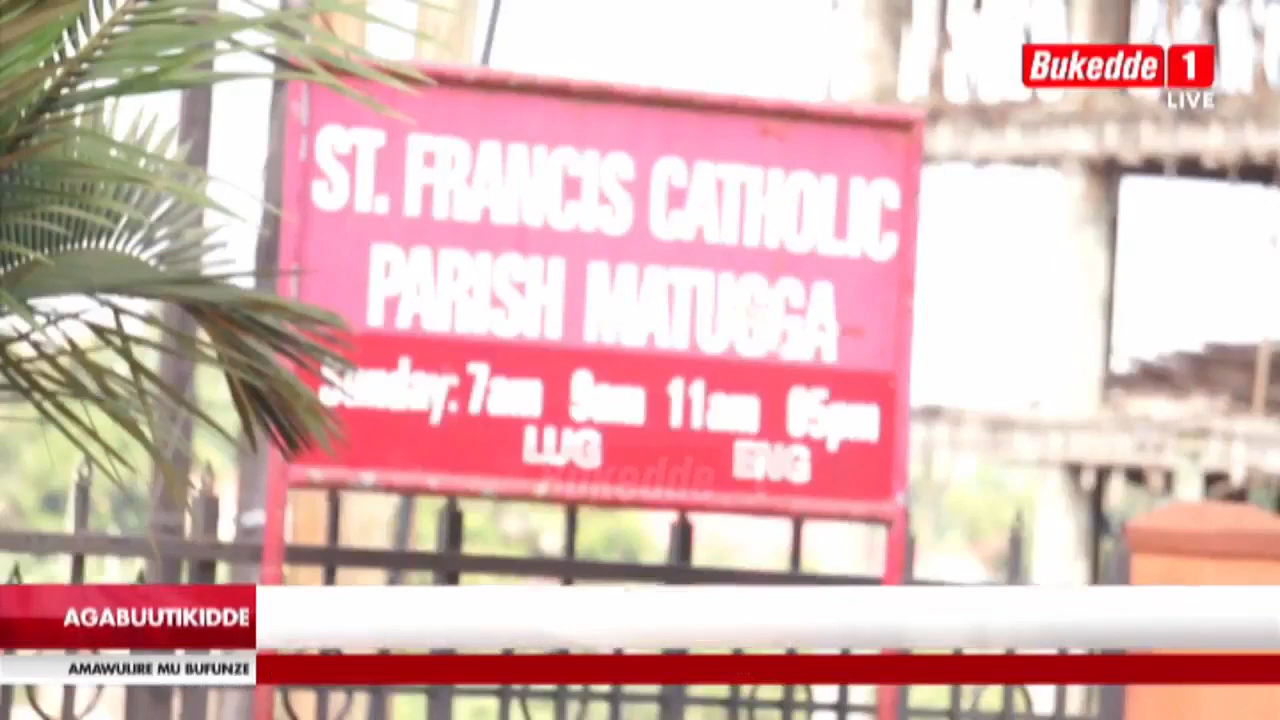 Bukedde 1
LIVE
ST. FRANCIS CATHOLIC
PARISH MATUGGA
Sunday: 7am 9am 11am 05pm
LUG ENG
Bukedde
AGABUUTIKIDDE
AMAWULIRE MU BUFUNZE